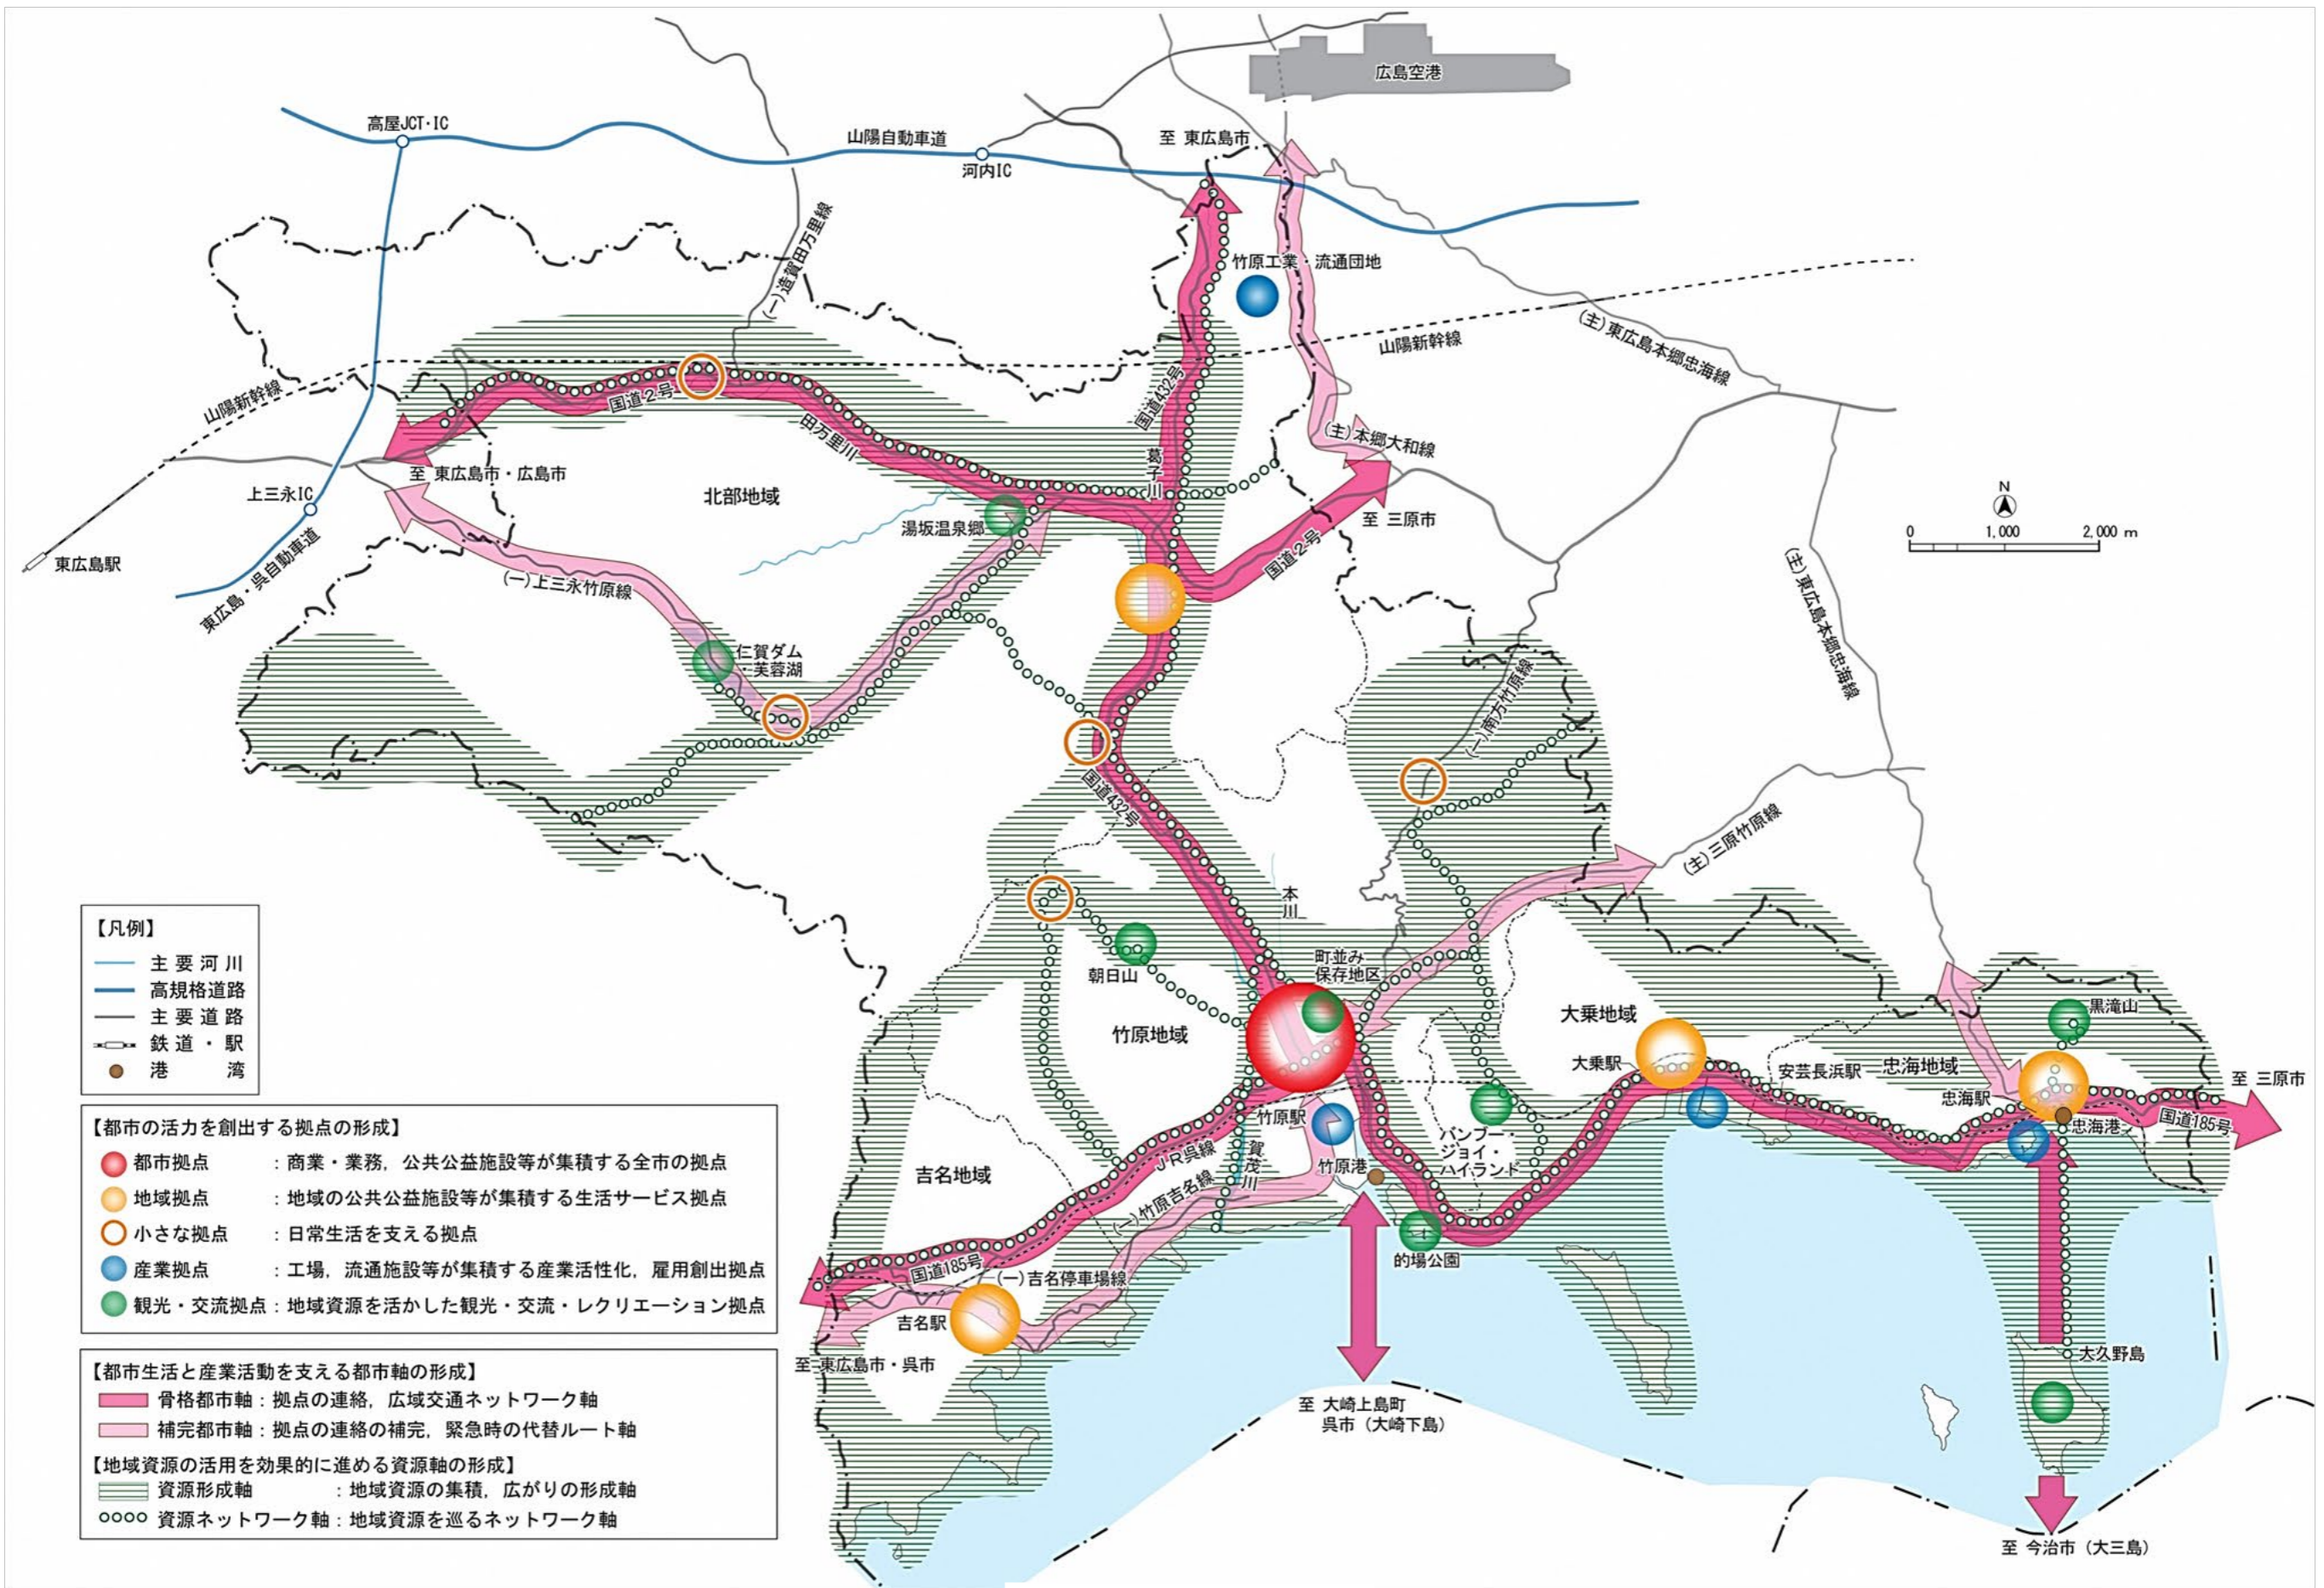 広島空港
高屋JCT・IC
山陽自動車道
河内IC
至 東広島市
(一)造賀田万里線
竹原工業・流通団地
山陽新幹線
(主)東広島本郷忠海線
山陽新幹線
国道2号
国道432号
田万里川
葛子川
(主)本郷大和線
至 東広島市・広島市
上三永IC
北部地域
湯坂温泉郷
至 三原市
国道2号
N
0 1,000 2,000 m
東広島駅
東広島・呉自動車道
(一)上三永竹原線
(主)東広島本郷忠海線
仁賀ダム
・芙蓉湖
(一)南方竹原線
国道432号
(主)三原竹原線
本川
町並み
保存地区
朝日山
竹原地域
大乗地域
黒滝山
大乗駅
安芸長浜駅
忠海地域
忠海駅
至 三原市
忠海港
国道185号
竹原駅
バンブー・
ジョイ・
ハイランド
JR呉線
賀茂川
竹原港
吉名地域
(一)竹原吉名線
的場公園
国道185号
(一)吉名停車場線
吉名駅
至 東広島市・呉市
大久野島
至 大崎上島町
呉市（大崎下島）
至 今治市（大三島）
【凡例】
主要河川
高規格道路
主要道路
鉄道・駅
港湾
【都市の活力を創出する拠点の形成】
都市拠点 ：商業・業務，公共公益施設等が集積する全市の拠点
地域拠点 ：地域の公共公益施設等が集積する生活サービス拠点
小さな拠点 ：日常生活を支える拠点
産業拠点 ：工場，流通施設等が集積する産業活性化，雇用創出拠点
観光・交流拠点：地域資源を活かした観光・交流・レクリエーション拠点
【都市生活と産業活動を支える都市軸の形成】
骨格都市軸：拠点の連絡，広域交通ネットワーク軸
補完都市軸：拠点の連絡の補完，緊急時の代替ルート軸
【地域資源の活用を効果的に進める資源軸の形成】
資源形成軸 ：地域資源の集積，広がりの形成軸
資源ネットワーク軸：地域資源を巡るネットワーク軸